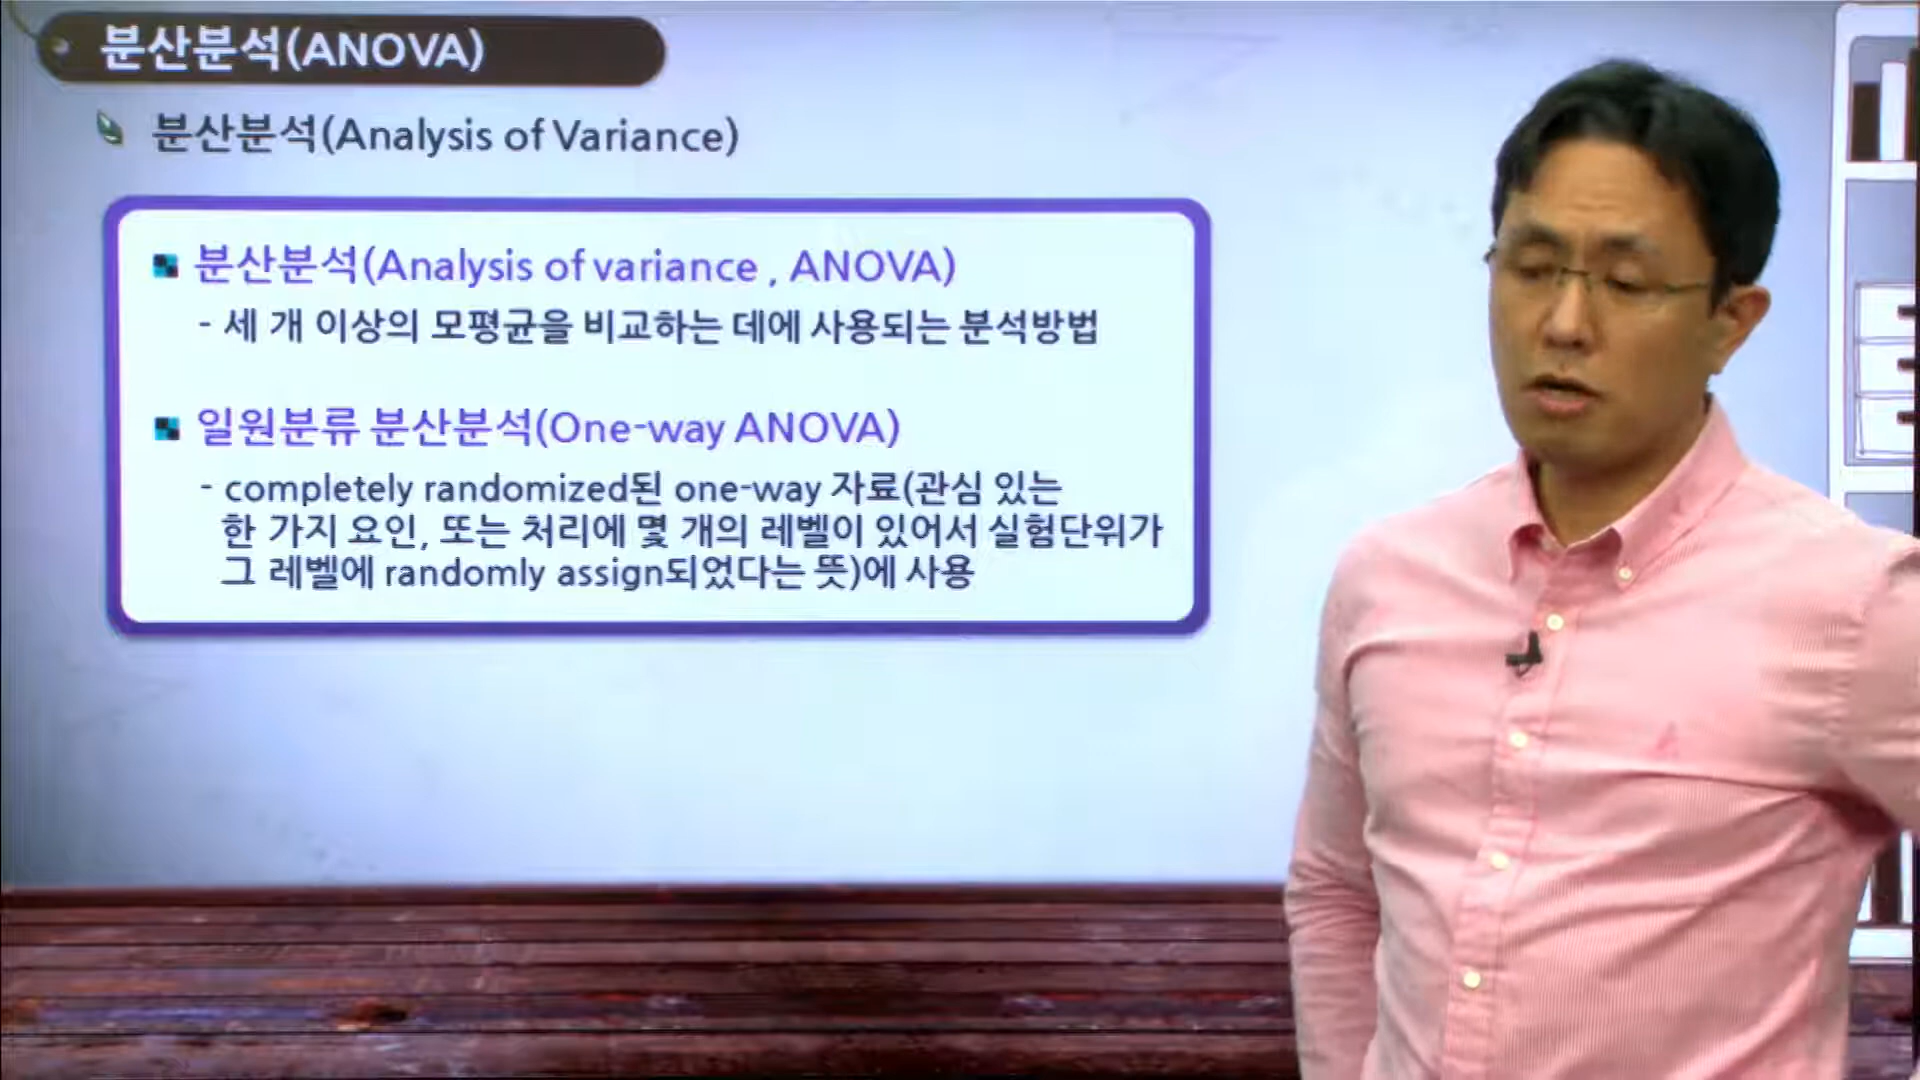 분산분석(ANOVA)
분산분석(Analysis of Variance)
분산분석(Analysis of variance , ANOVA)
- 세 개 이상의 모평균을 비교하는 데에 사용되는 분석방법
일원분류 분산분석(One-way ANOVA)
- completely randomized된 one-way 자료(관심 있는
한 가지 요인, 또는 처리에 몇 개의 레벨이 있어서 실험단위가
그 레벨에 randomly assign되었다는 뜻)에 사용